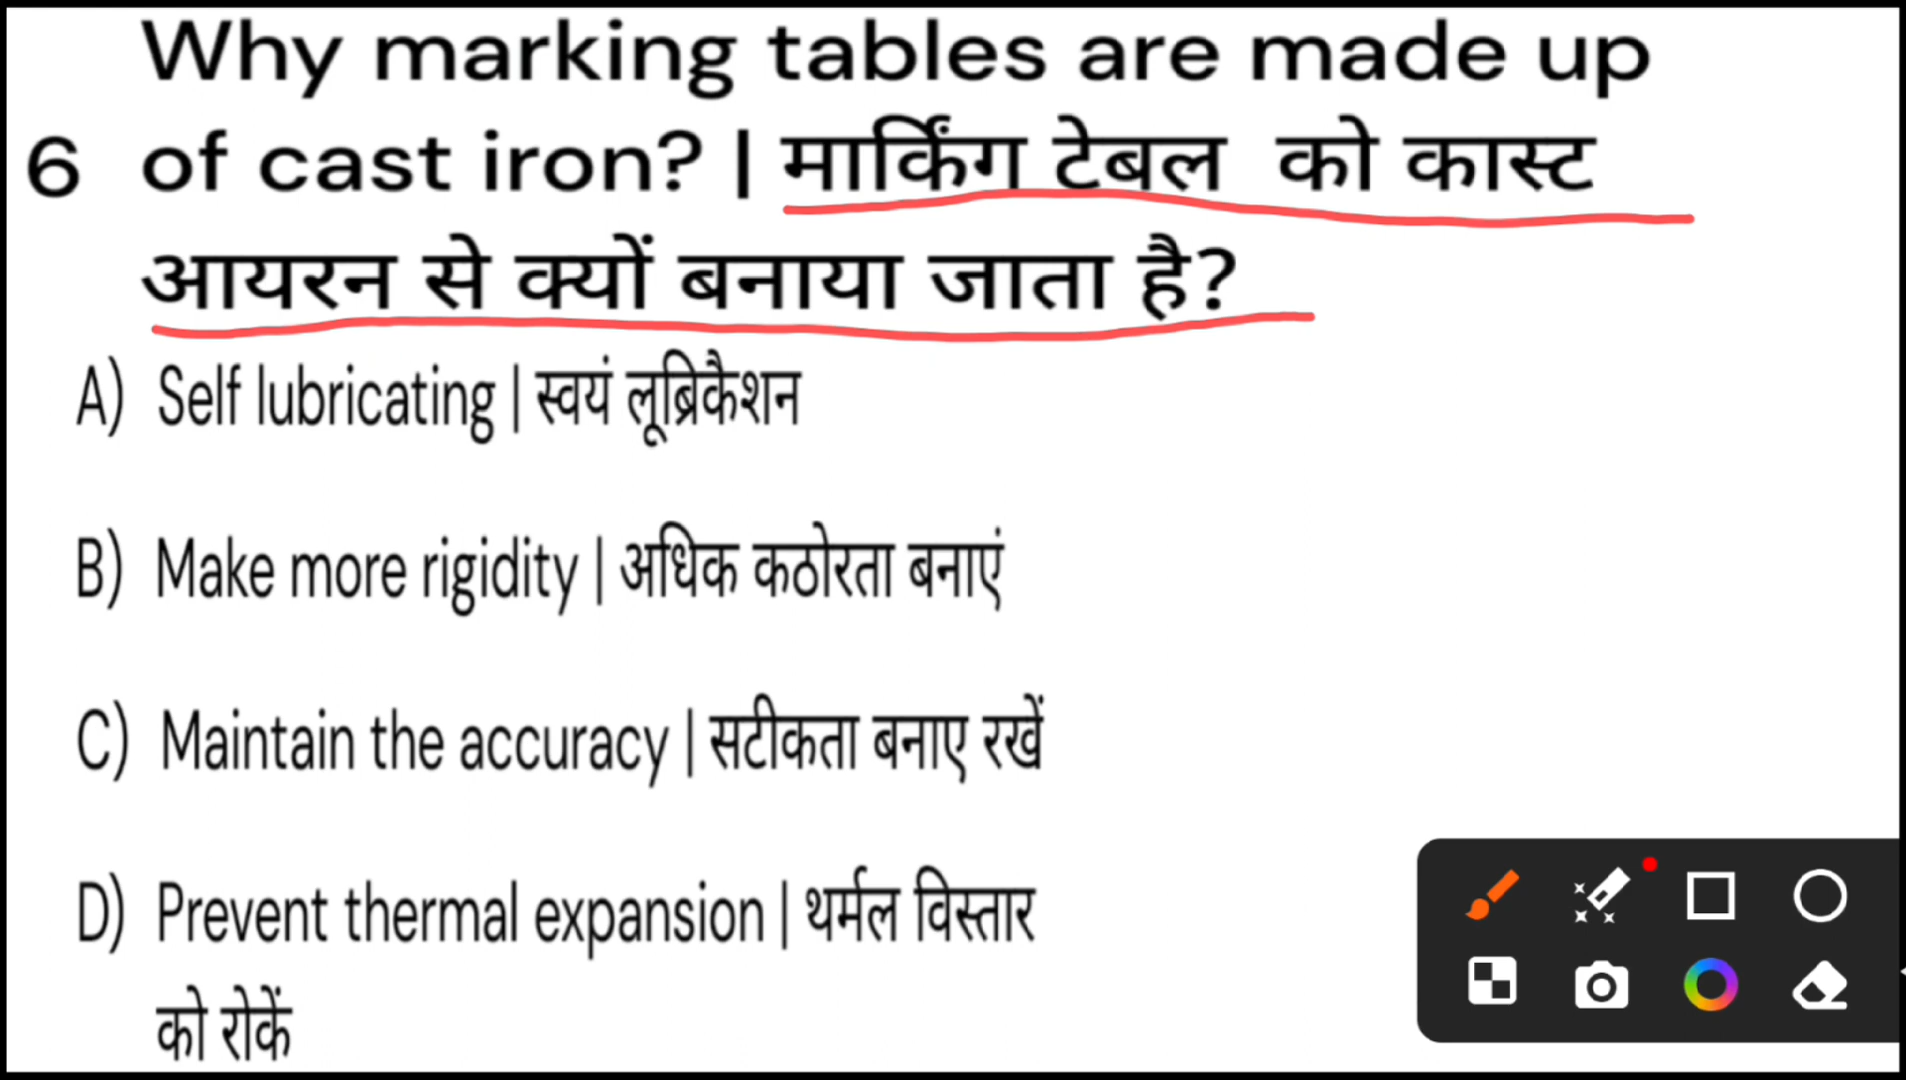 Why marking tables are made up
6 of cast iron? | मार्किंग टेबल को कास्ट
आयरन से क्यों बनाया जाता है?
A) Self lubricating | स्वयं लूब्रिकैशन
B) Make more rigidity | अधिक कठोरता बनाएं
C) Maintain the accuracy | सटीकता बनाए रखें
D) Prevent thermal expansion | थर्मल विस्तार
को रोकें